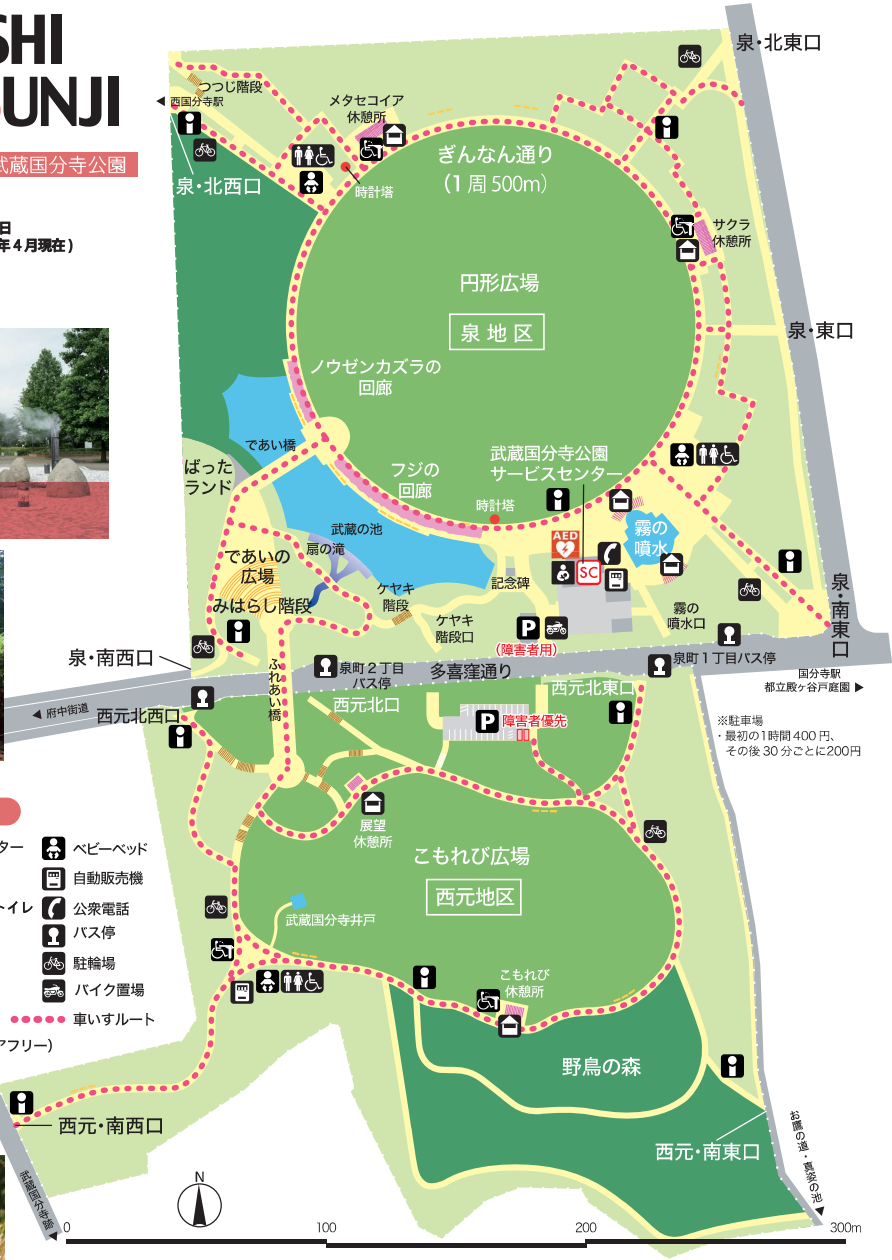 SHI
UNJI
武蔵国分寺公園
日
年4月現在)
つつじ階段
西国分寺駅
メタセコイア
休憩所
泉・北東口
泉・北西口
時計塔
ぎんなん通り
(1周500m)
サクラ
休憩所
円形広場
泉地区
泉・東口
ノウゼンカズラの
回廊
であい橋
ばった
ランド
フジの
回廊
武蔵国分寺公園
サービスセンター
時計塔
武蔵の池
扇の滝
霧の
噴水
AED
SC
であいの
広場
みはらし階段
ケヤキ
階段
記念碑
ケヤキ
階段口
霧の
噴水口
泉・南東口
P
(障害者用)
泉・南西口
ふれあい橋
泉町2丁目
バス停
多喜窪通り
泉町1丁目バス停
国分寺駅
都立殿ヶ谷戸庭園
府中街道
西元北西口
西元北口
西元北東口
P
障害者優先
※駐車場
・最初の1時間400円、
その後30分ごとに200円
展望
休憩所
こもれび広場
西元地区
武蔵国分寺井戸
こもれび
休憩所
野鳥の森
西元・南西口
西元・南東口
お鷹の道・真姿の池
武蔵国分寺跡
ター
ベビーベッド
自動販売機
トイレ
公衆電話
バス停
駐輪場
バイク置場
車いすルート
アフリー)
N
0
100
200
300m